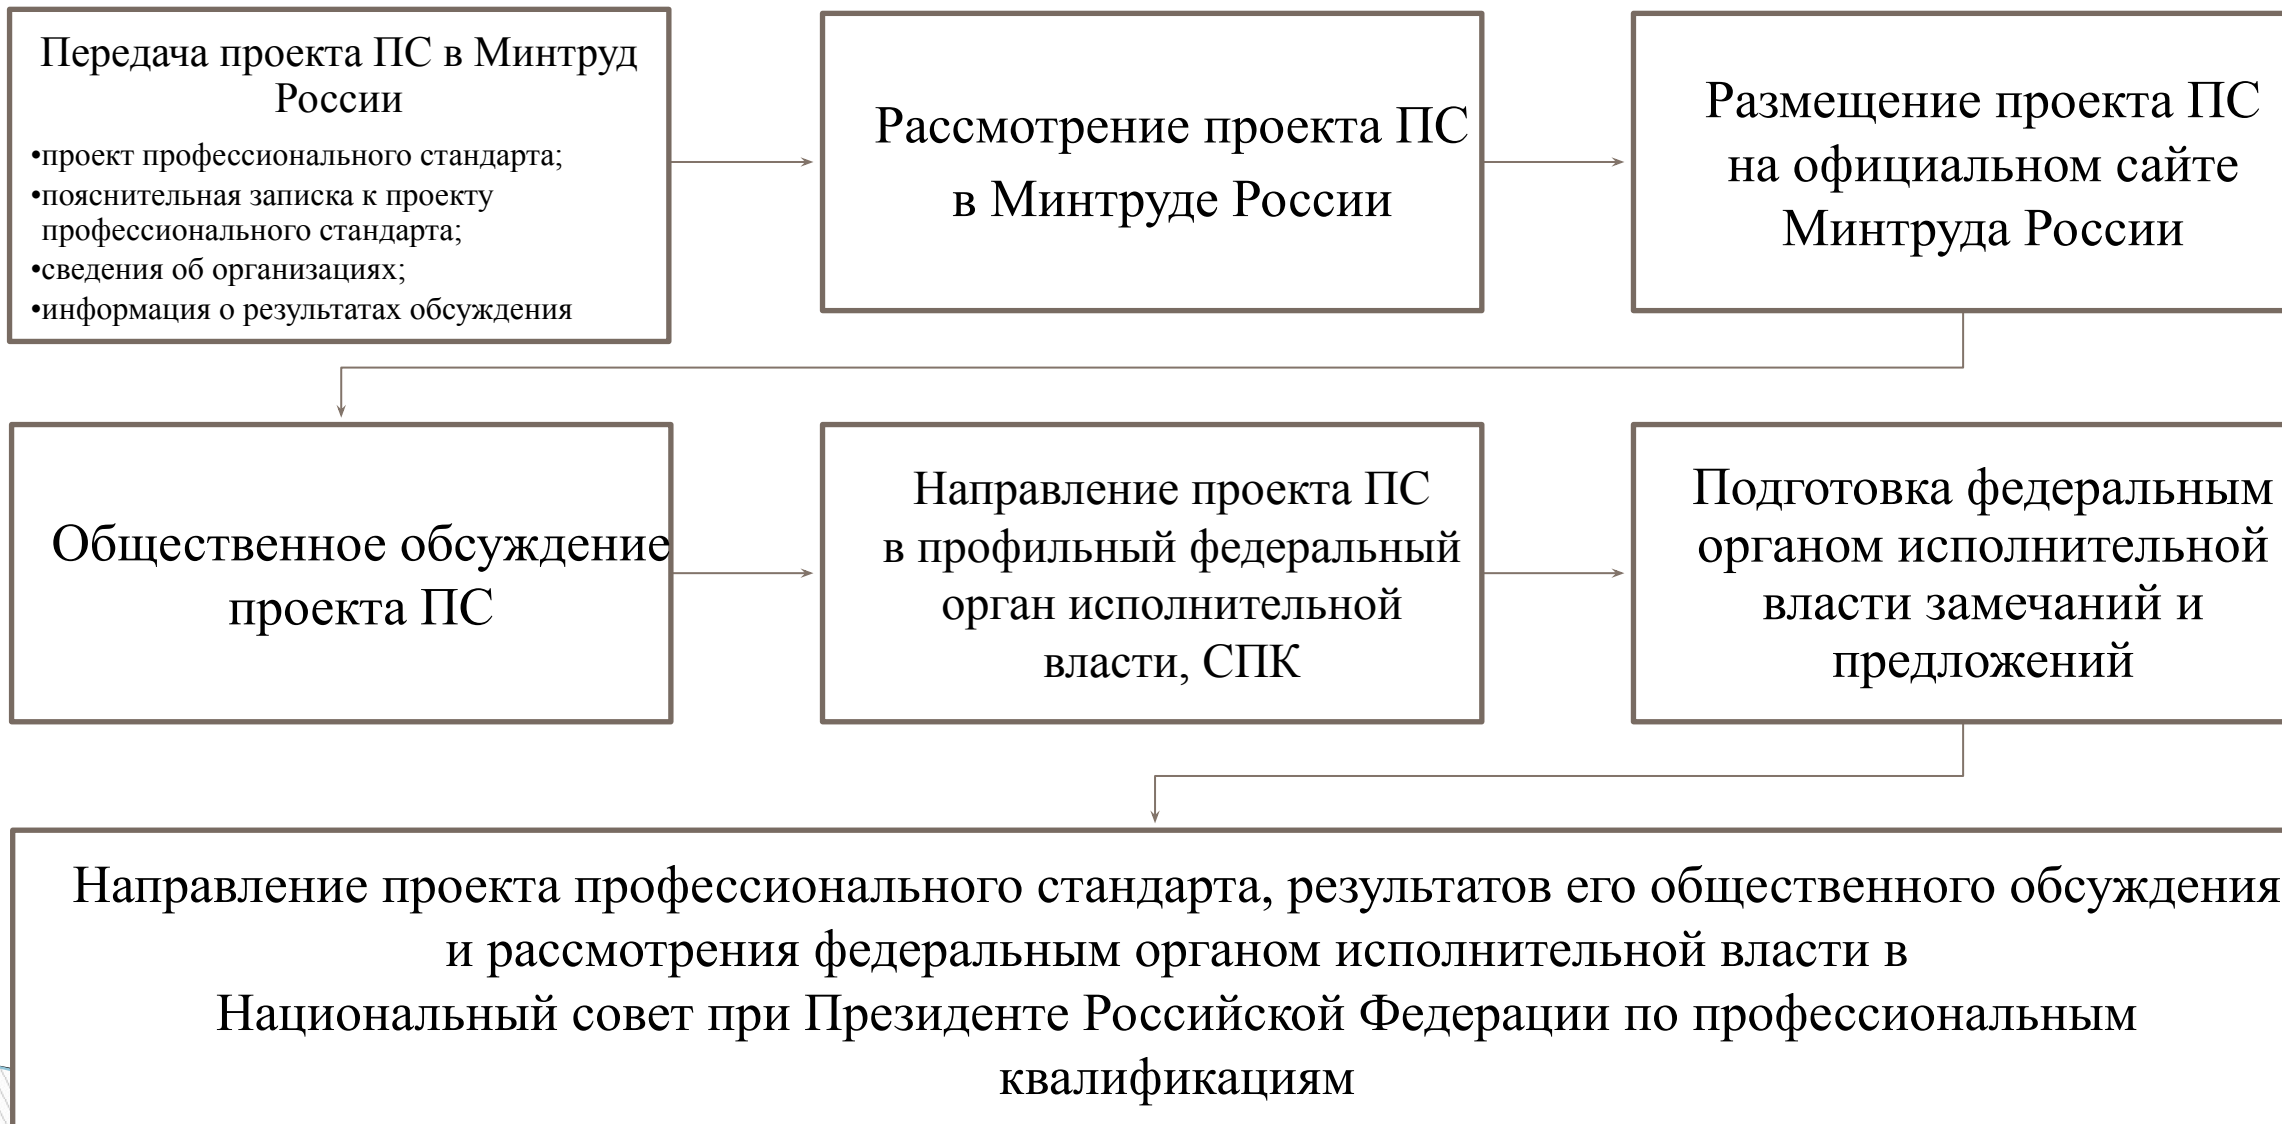 Передача проекта ПС в Минтруд
России
•проект профессионального стандарта;
•пояснительная записка к проекту
профессионального стандарта;
•сведения об организациях;
•информация о результатах обсуждения
Рассмотрение проекта ПС
в Минтруде России
Размещение проекта ПС
на официальном сайте
Минтруда России
Общественное обсуждение
проекта ПС
Направление проекта ПС
в профильный федеральный
орган исполнительной
власти, СПК
Подготовка федеральным
органом исполнительной
власти замечаний и
предложений
Направление проекта профессионального стандарта, результатов его общественного обсуждения
и рассмотрения федеральным органом исполнительной власти в
Национальный совет при Президенте Российской Федерации по профессиональным
квалификациям